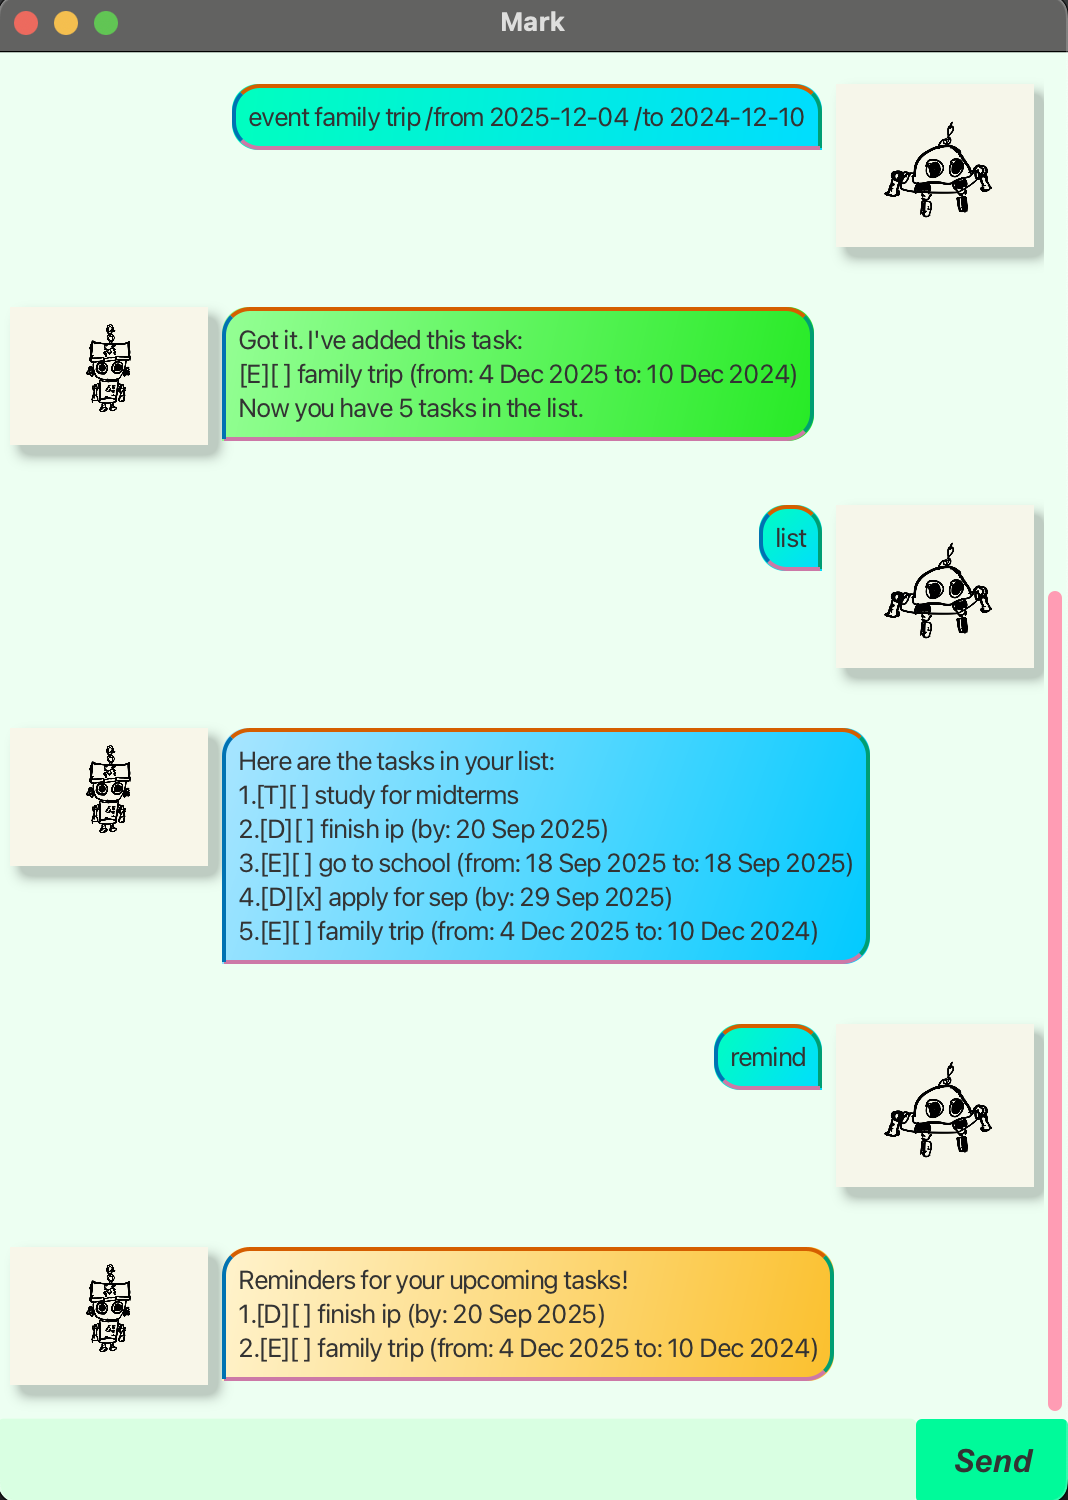 Mark
event family trip /from 2025-12-04 /to 2024-12-10
Got it. I've added this task:
[E][ ] family trip (from: 4 Dec 2025 to: 10 Dec 2024)
Now you have 5 tasks in the list.
list
Here are the tasks in your list:
1.[T][ ] study for midterms
2.[D][ ] finish ip (by: 20 Sep 2025)
3.[E][ ] go to school (from: 18 Sep 2025 to: 18 Sep 2025)
4.[D][x] apply for sep (by: 29 Sep 2025)
5.[E][ ] family trip (from: 4 Dec 2025 to: 10 Dec 2024)
remind
Reminders for your upcoming tasks!
1.[D][ ] finish ip (by: 20 Sep 2025)
2.[E][ ] family trip (from: 4 Dec 2025 to: 10 Dec 2024)
Send